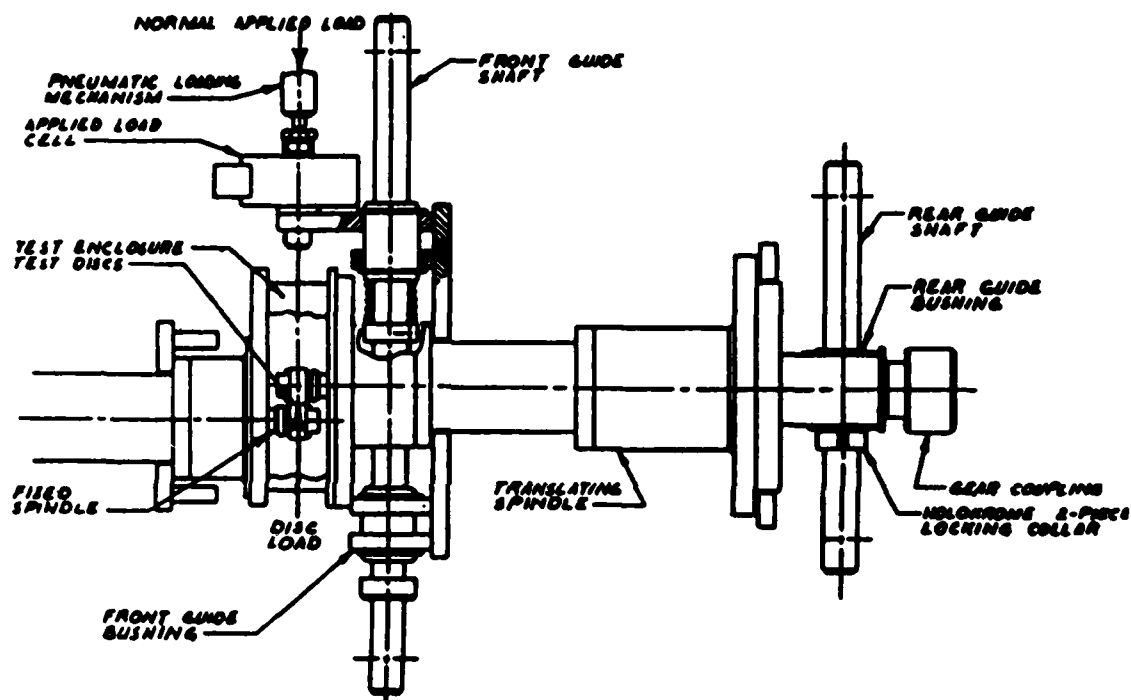 NORMAL APPLIED LOAD
PNEUMATIC LOADING
MECHANISM
APPLIED LOAD
CELL
FRONT GUIDE
SHAFT
TEST ENCLOSURE
TEST DISCS
REAR GUIDE
SHAFT
REAR GUIDE
BUSHING
FIXED
SPINDLE
DISC
LOAD
TRANSLATING
SPINDLE
GEAR COUPLING
HOLOKROME 2-PIECE
LOCKING COLLAR
FRONT GUIDE
BUSHING